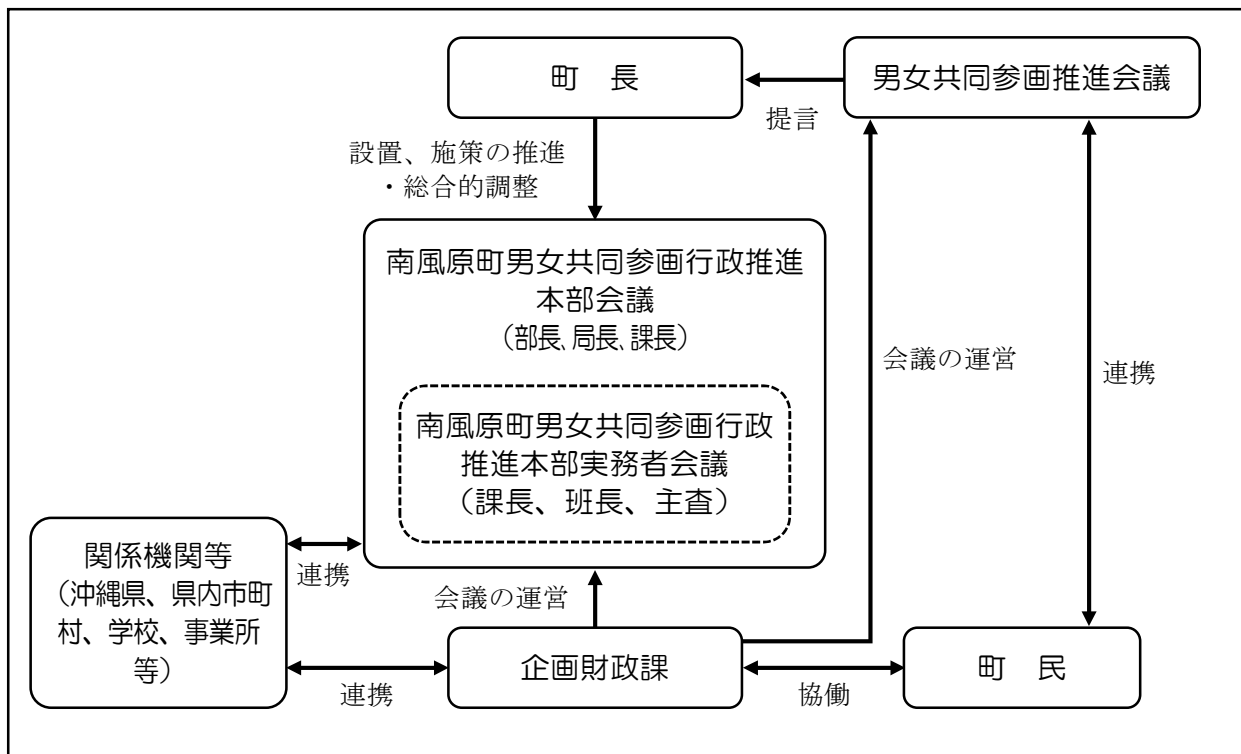 町　長
男女共同参画推進会議
提言
設置、施策の推進
・総合的調整
南風原町男女共同参画行政推進
本部会議
（部長、局長、課長）
会議の運営
連携
南風原町男女共同参画行政
推進本部実務者会議
（課長、班長、主査）
関係機関等
（沖縄県、県内市町
村、学校、事業所
等）
連携
会議の運営
連携
企画財政課
協働
町　民